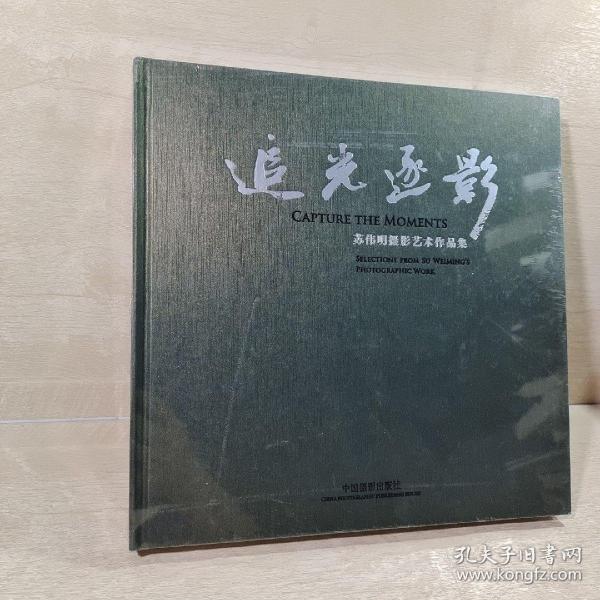 追光逐影
CAPTURE THE MOMENTS
苏伟明摄影艺术作品集
SELECTIONS FROM SU WEIMING'S
PHOTOGRAPHIC WORK
中国摄影出版社
CHINA PHOTOGRAPHIC PUBLISHING HOUSE
孔夫子旧书网
www.kongfz.com